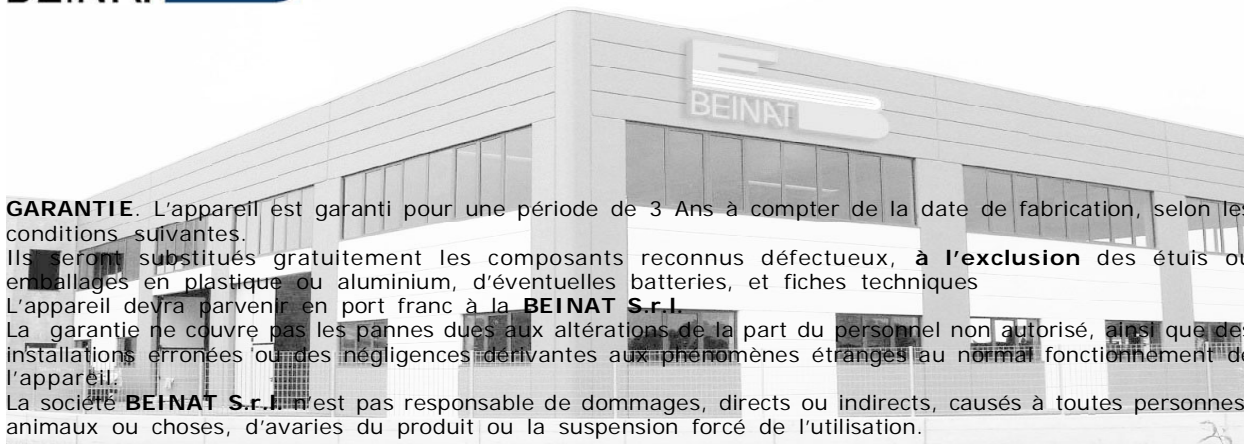 BEINAT
GARANTIE. L'appareil est garanti pour une période de 3 Ans à compter de la date de fabrication, selon les
conditions suivantes.
Ils seront substitués gratuitement les composants reconnus défectueux, à l'exclusion des étuis ou
emballages en plastique ou aluminium, d'éventuelles batteries, et fiches techniques
L'appareil devra parvenir en port franc à la BEINAT S.r.l.
La garantie ne couvre pas les pannes dues aux altérations de la part du personnel non autorisé, ainsi que des
installations erronées ou des négligences dérivantes aux phénomènes étranges au normal fonctionnement de
l'appareil.
La société BEINAT S.r.l. n'est pas responsable de dommages, directs ou indirects, causés à toutes personnes,
animaux ou choses, d'avaries du produit ou la suspension forcé de l'utilisation.